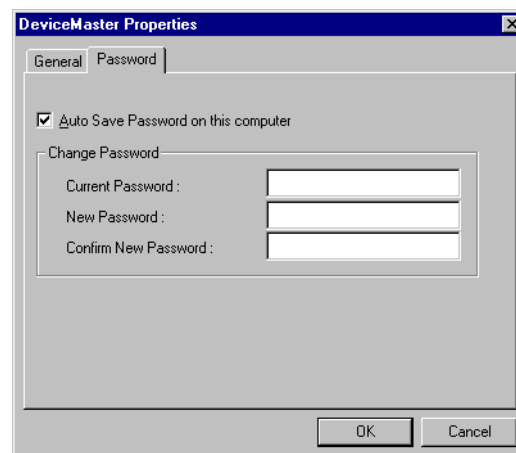 DeviceMaster Properties
General Password
Auto Save Password on this computer
Change Password
Current Password :
New Password :
Confirm New Password :
OK Cancel